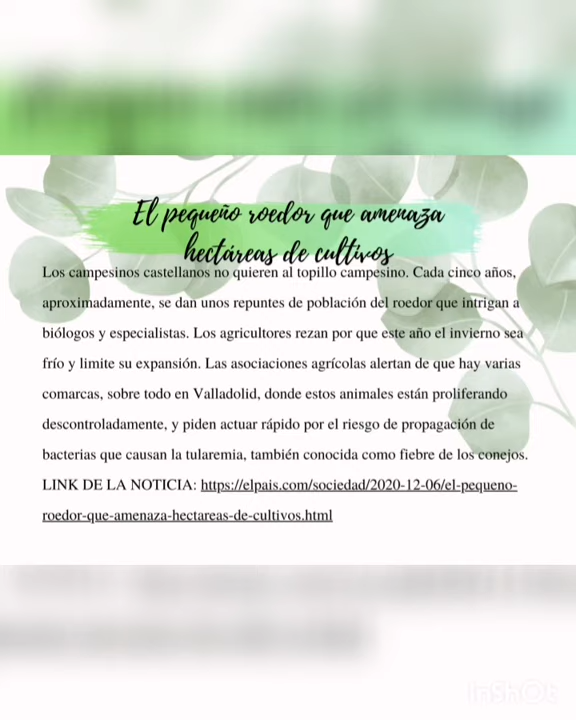 El pequeño roedor que amenaza
hectáreas de cultivos
Los campesinos castellanos no quieren al topillo campesino. Cada cinco años,
aproximadamente, se dan unos repuntes de población del roedor que intrigan a
biólogos y especialistas. Los agricultores rezan por que este año el invierno sea
frío y limite su expansión. Las asociaciones agrícolas alertan de que hay varias
comarcas, sobre todo en Valladolid, donde estos animales están proliferando
descontroladamente, y piden actuar rápido por el riesgo de propagación de
bacterias que causan la tularemia, también conocida como fiebre de los conejos.
LINK DE LA NOTICIA: https://elpais.com/sociedad/2020-12-06/el-pequeno-
roedor-que-amenaza-hectareas-de-cultivos.html
InShOt